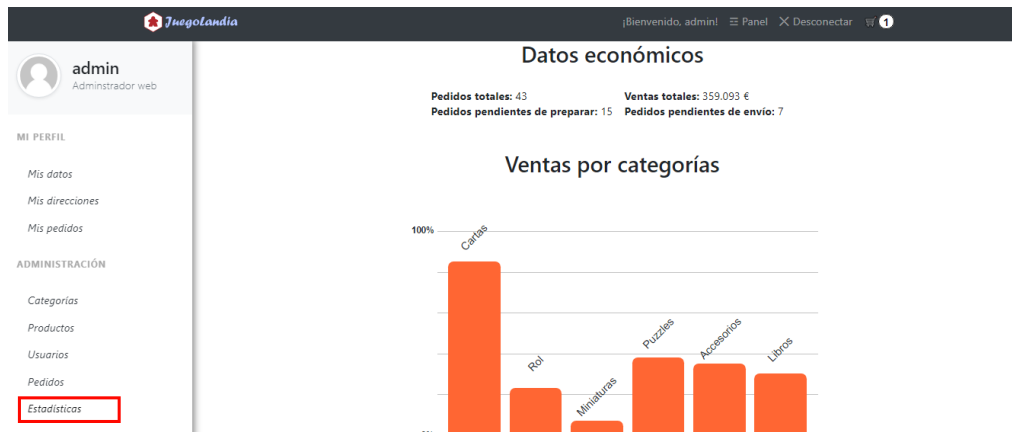 Juegolandia
¡Bienvenido, admin! Panel Desconectar 1
admin
Adminstrador web
MI PERFIL
Mis datos
Mis direcciones
Mis pedidos
ADMINISTRACIÓN
Categorías
Productos
Usuarios
Pedidos
Estadísticas
Datos económicos
Pedidos totales: 43 Ventas totales: 359.093 €
Pedidos pendientes de preparar: 15 Pedidos pendientes de envío: 7
Ventas por categorías
100%
Cartas
Rol
Miniaturas
Puzzles
Accesorios
Libros